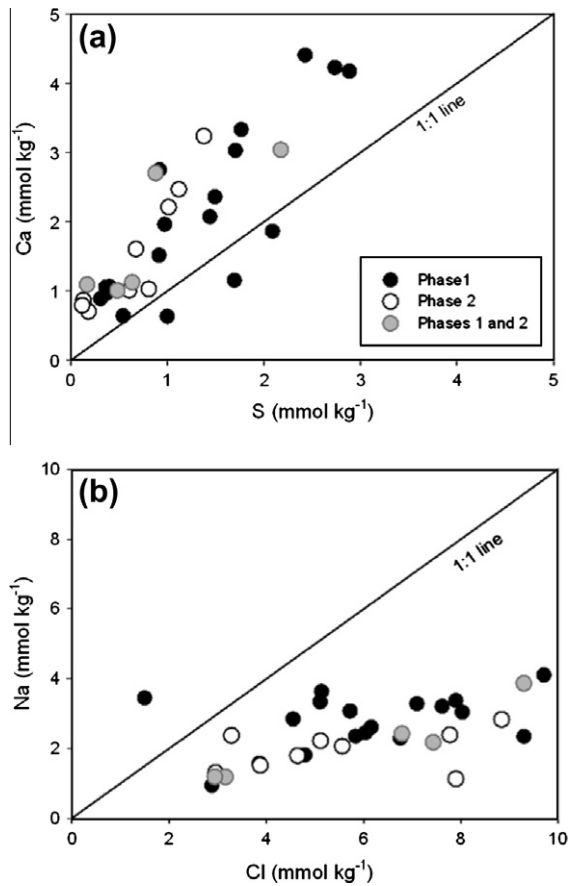 (a)
5
4
3
2
1
0
Ca (mmol kg⁻¹)
1:1 line
Phase1
Phase 2
Phases 1 and 2
0 1 2 3 4 5
S (mmol kg⁻¹)
(b)
10
8
6
4
2
0
Na (mmol kg⁻¹)
1:1 line
0 2 4 6 8 10
Cl (mmol kg⁻¹)